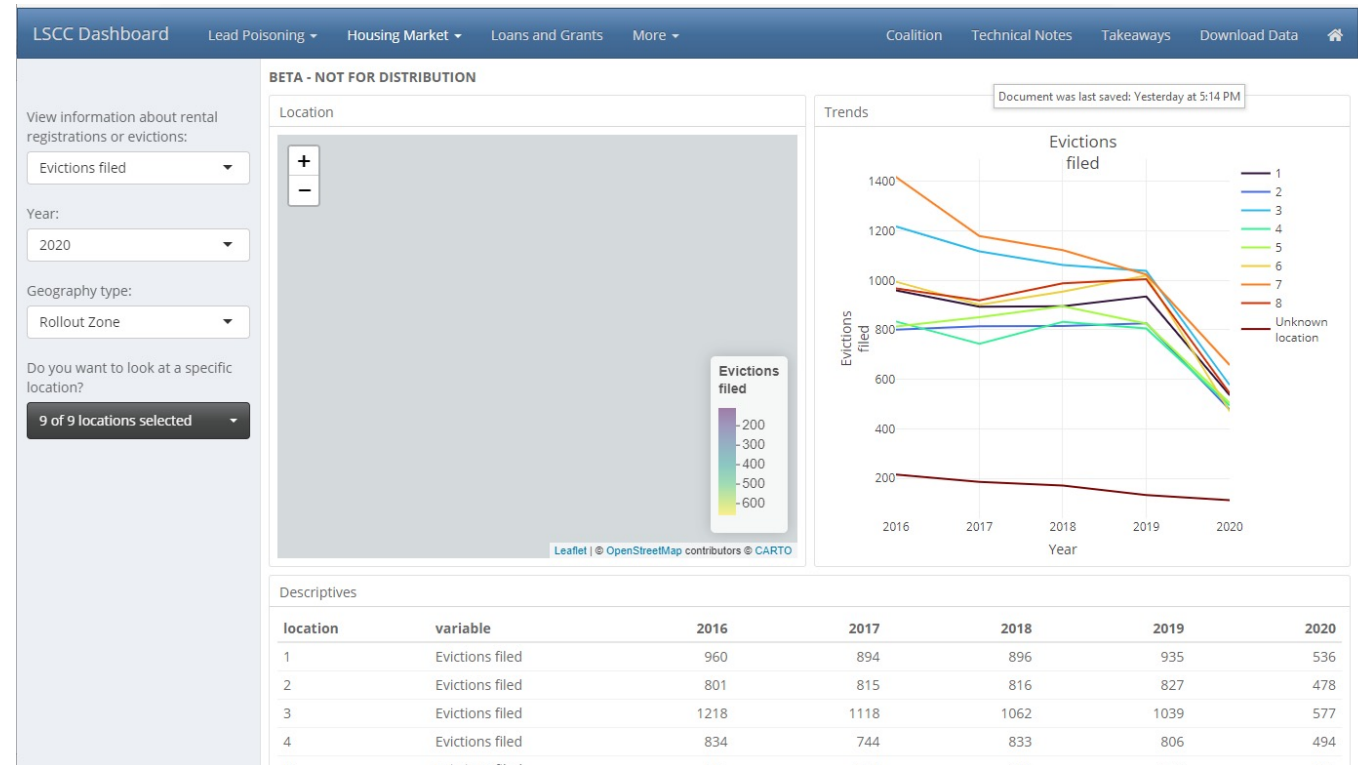 LSCC Dashboard Lead Poisoning Housing Market Loans and Grants More Coalition Technical Notes Takeaways Download Data
BETA - NOT FOR DISTRIBUTION
Document was last saved: Yesterday at 5:14 PM
View information about rental
registrations or evictions:
Evictions filed
Year:
2020
Geography type:
Rollout Zone
Do you want to look at a specific
location?
9 of 9 locations selected
Location
+
−
Evictions
filed
200
300
400
500
600
Leaflet | © OpenStreetMap contributors © CARTO
Trends
Evictions
filed
1400
1200
1000
800
600
400
200
Evictions
filed
2016 2017 2018 2019 2020
Year
1
2
3
4
5
6
7
8
Unknown
location
Descriptives
location variable 2016 2017 2018 2019 2020
1 Evictions filed 960 894 896 935 536
2 Evictions filed 801 815 816 827 478
3 Evictions filed 1218 1118 1062 1039 577
4 Evictions filed 834 744 833 806 494